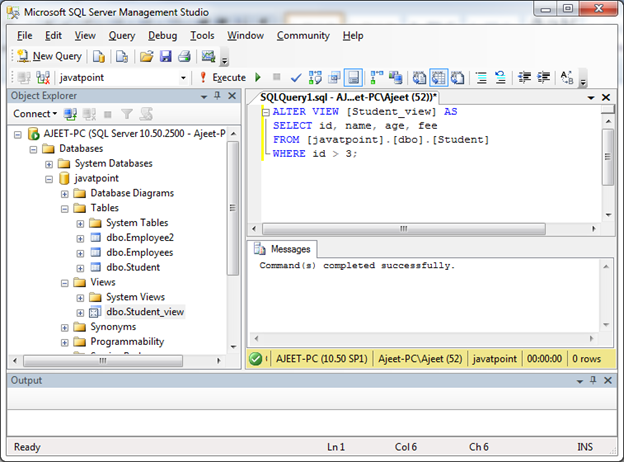 Microsoft SQL Server Management Studio
File Edit View Query Debug Tools Window Community Help
New Query
javatpoint Execute
Object Explorer
Connect
AJEET-PC (SQL Server 10.50.2500 - Ajeet-P
Databases
System Databases
javatpoint
Database Diagrams
Tables
System Tables
dbo.Employee2
dbo.Employees
dbo.Student
Views
System Views
dbo.Student_view
Synonyms
Programmability
SQLQuery1.sql - AJ...et-PC\Ajeet (52))*
ALTER VIEW [Student_view] AS
SELECT id, name, age, fee
FROM [javatpoint].[dbo].[Student]
WHERE id > 3;
Messages
Command(s) completed successfully.
AJEET-PC (10.50 SP1) Ajeet-PC\Ajeet (52) javatpoint 00:00:00 0 rows
Output
Ready Ln 1 Col 6 Ch 6 INS